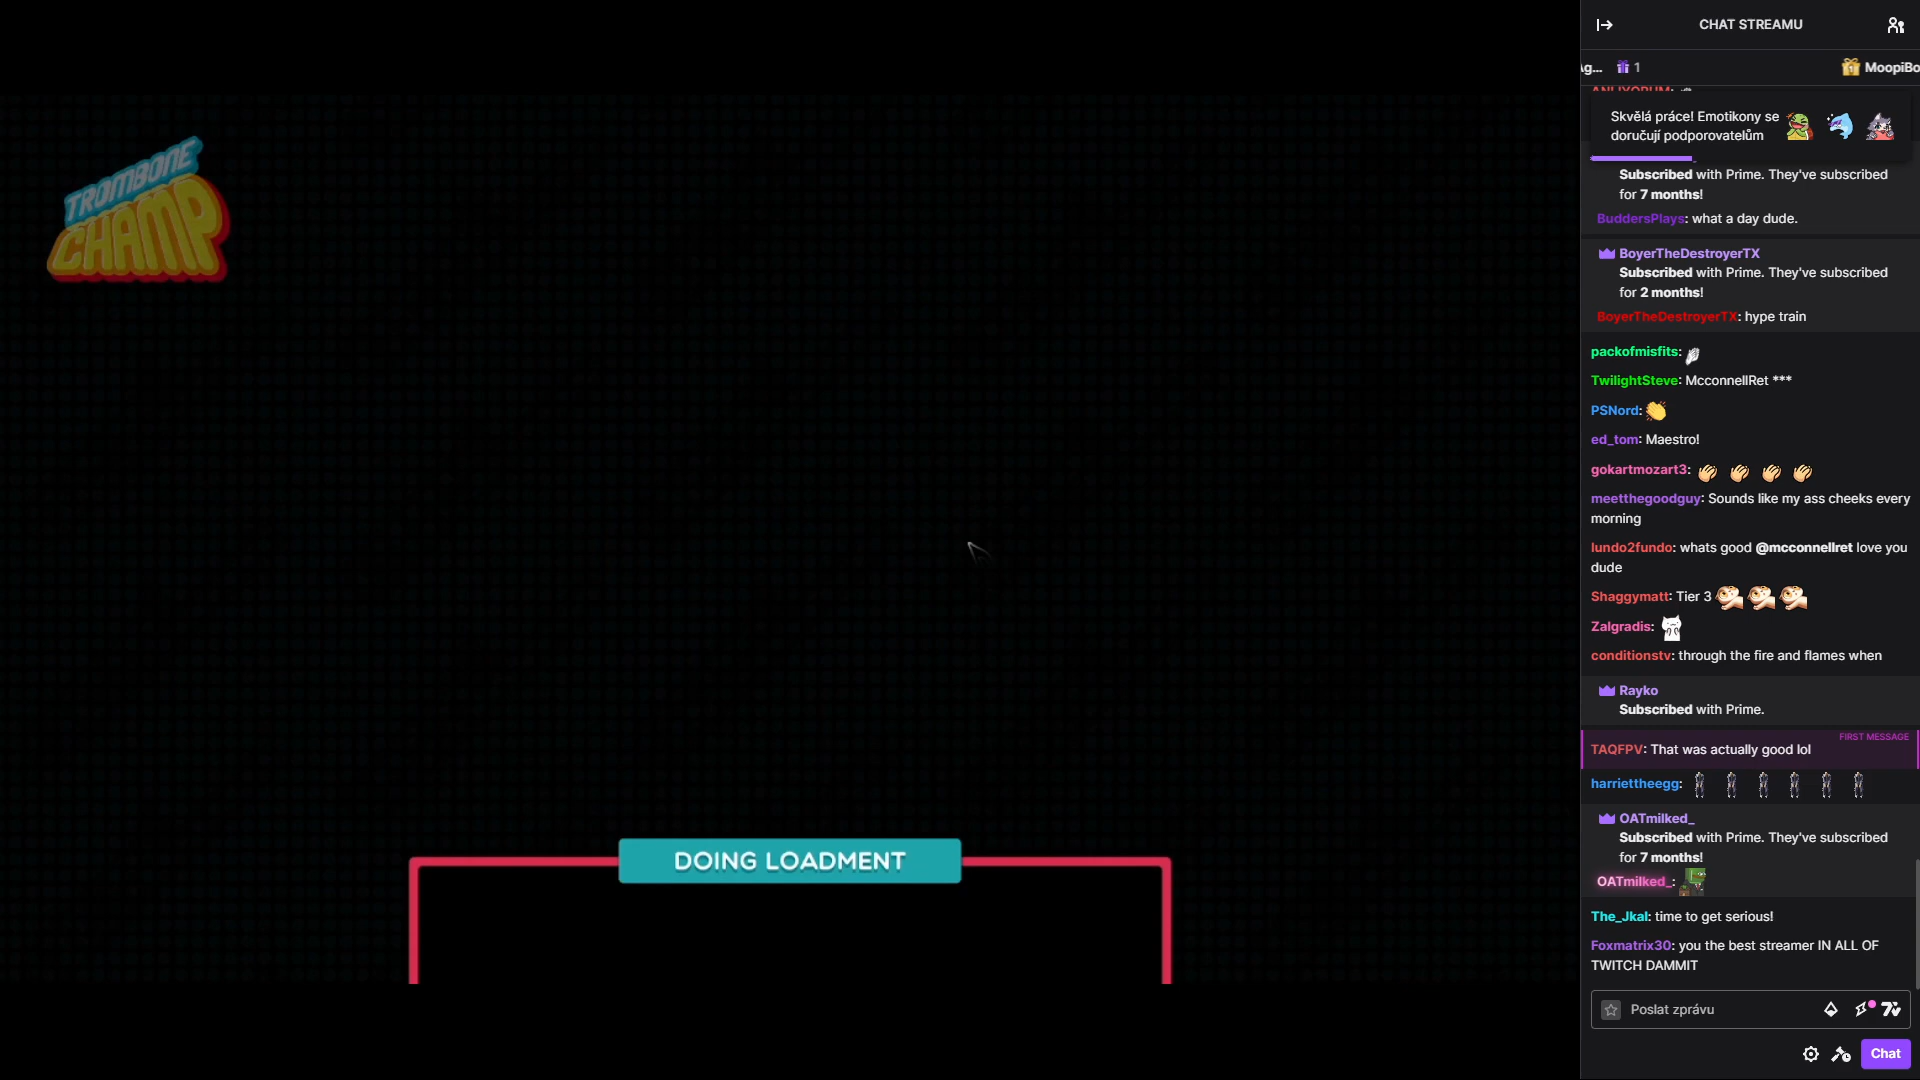 TROMBONE
CHAMP
DOING LOADMENT
CHAT STREAMU
1
MoopiBo
Skvělá práce! Emotikony se
doručují podporovatelům
Subscribed with Prime. They've subscribed
for 7 months!
BuddersPlays: what a day dude.
BoyerTheDestroyerTX
Subscribed with Prime. They've subscribed
for 2 months!
BoyerTheDestroyerTX: hype train
packofmisfits:
TwilightSteve: McconnellRet ***
PSNord:
ed_tom: Maestro!
gokartmozart3:
meetthegoodguy: Sounds like my ass cheeks every
morning
lundo2fundo: whats good @mcconnellret love you
dude
Shaggymatt: Tier 3
Zalgradis:
conditionstv: through the fire and flames when
Rayko
Subscribed with Prime.
FIRST MESSAGE
TAQFPV: That was actually good lol
harriettheegg:
OATmilked_
Subscribed with Prime. They've subscribed
for 7 months!
OATmilked_:
The_Jkal: time to get serious!
Foxmatrix30: you the best streamer IN ALL OF
TWITCH DAMMIT
Poslat zprávu
Chat